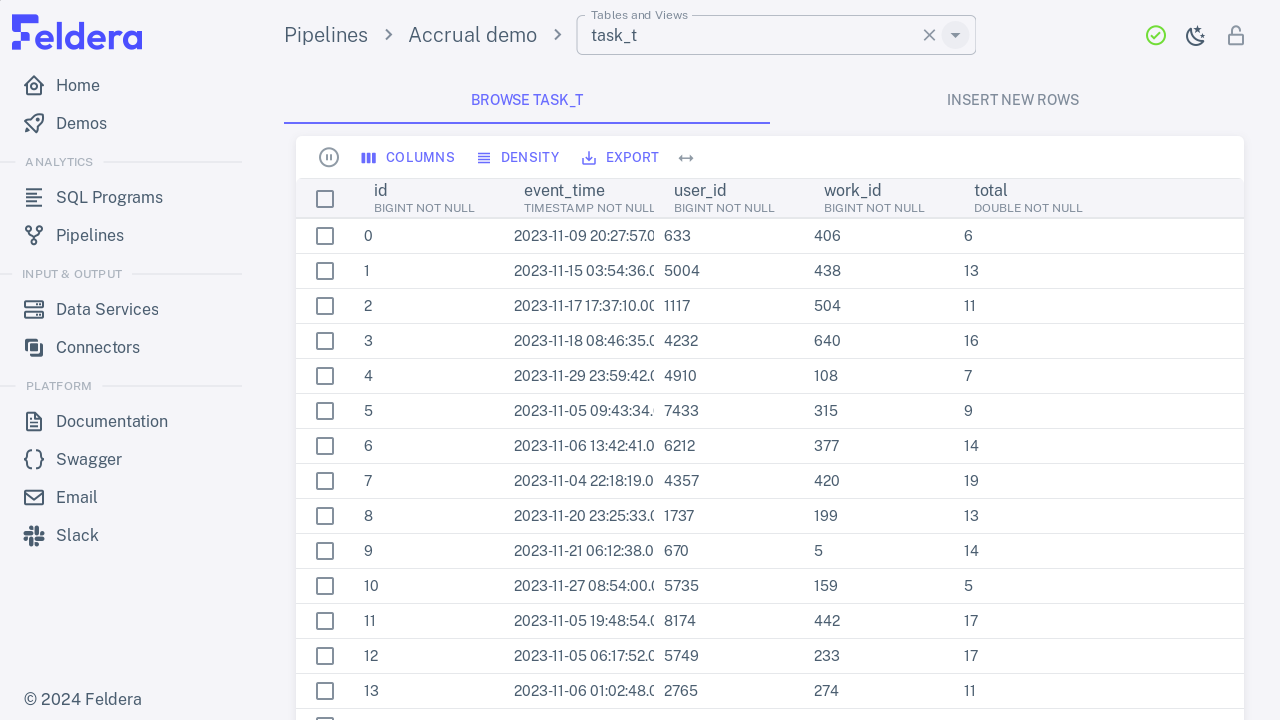 Feldera
Home
Demos
ANALYTICS
SQL Programs
Pipelines
INPUT & OUTPUT
Data Services
Connectors
PLATFORM
Documentation
Swagger
Email
Slack
© 2024 Feldera
Pipelines > Accrual demo >
Tables and Views
task_t
BROWSE TASK_T INSERT NEW ROWS
COLUMNS DENSITY EXPORT
id event_time user_id work_id total
BIGINT NOT NULL TIMESTAMP NOT NULL BIGINT NOT NULL BIGINT NOT NULL DOUBLE NOT NULL
0 2023-11-09 20:27:57.0 633 406 6
1 2023-11-15 03:54:36.0 5004 438 13
2 2023-11-17 17:37:10.00 1117 504 11
3 2023-11-18 08:46:35.0 4232 640 16
4 2023-11-29 23:59:42.0 4910 108 7
5 2023-11-05 09:43:34. 7433 315 9
6 2023-11-06 13:42:41.0 6212 377 14
7 2023-11-04 22:18:19.0 4357 420 19
8 2023-11-20 23:25:33.0 1737 199 13
9 2023-11-21 06:12:38.0 670 5 14
10 2023-11-27 08:54:00.0 5735 159 5
11 2023-11-05 19:48:54.0 8174 442 17
12 2023-11-05 06:17:52.0 5749 233 17
13 2023-11-06 01:02:48.0 2765 274 11